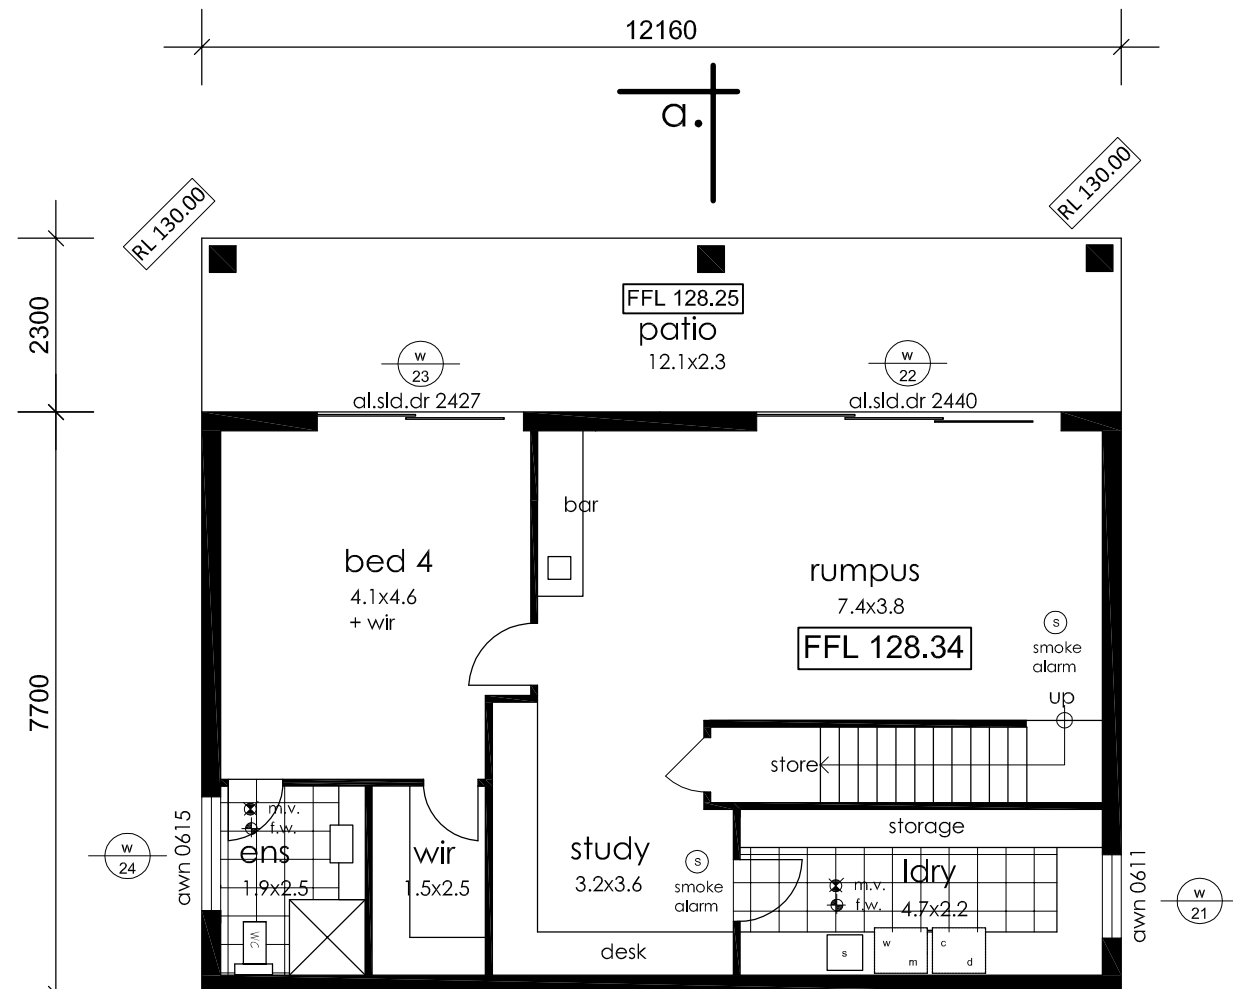 12160
a.
RL 130.00
RL 130.00
2300
FFL 128.25
patio
12.1x2.3
w
23
al.sld.dr 2427
w
22
al.sld.dr 2440
bar
bed 4
4.1x4.6
+ wir
rumpus
7.4x3.8
FFL 128.34
s
smoke
alarm
up
7700
store
storage
m.v.
f.w.
ens
1.9x2.5
WC
awn 0615
w
24
wir
1.5x2.5
study
3.2x3.6
s
smoke
alarm
desk
ldry
m.v.
f.w.
4.7x2.2
s
w
m
c
d
awn 0611
w
21